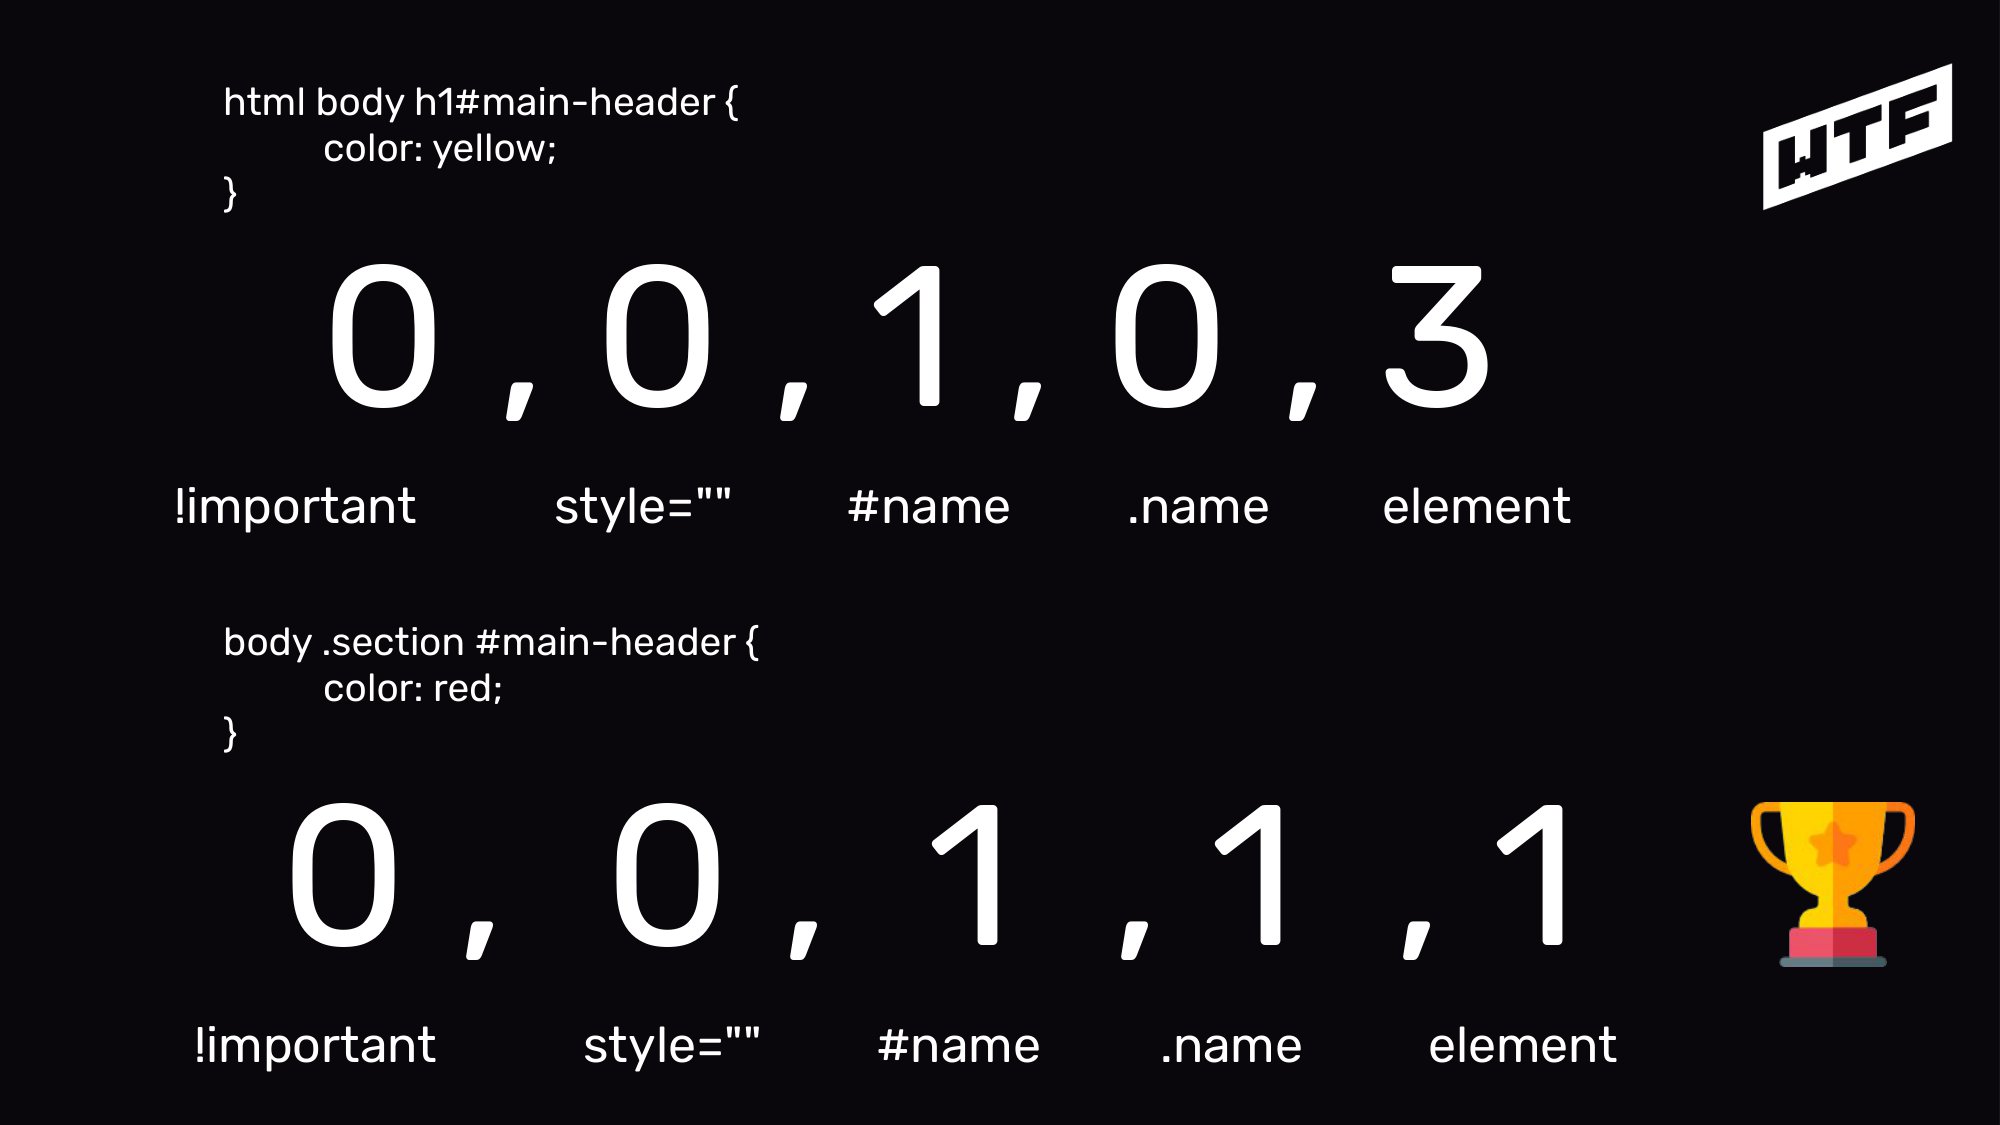 html body h1#main-header {
color: yellow;
}
WTF
0 , 0 , 1 , 0 , 3
!important style="" #name .name element
body .section #main-header {
color: red;
}
0 , 0 , 1 , 1 , 1
!important style="" #name .name element